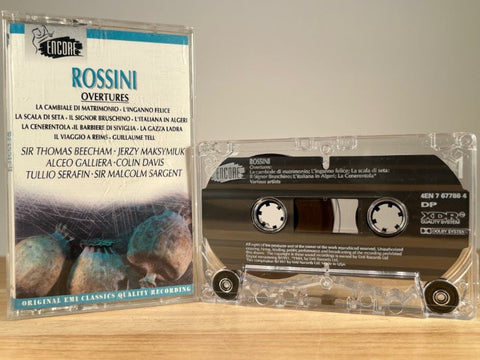 ENCORE
ROSSINI
OVERTURES
LA CAMBIALE DI MATRIMONIO · L'INGANNO FELICE
LA SCALA DI SETA · IL SIGNOR BRUSCHINO · L'ITALIANA IN ALGERI
LA CENERENTOLA · IL BARBIERE DI SIVIGLIA · LA GAZZA LADRA
IL VIAGGIO A REIMS · GUILLAUME TELL
SIR THOMAS BEECHAM · JERZY MAKSYMIUK
ALCEO GALLIERA · COLIN DAVIS
TULLIO SERAFIN · SIR MALCOLM SARGENT
ORIGINAL EMI CLASSICS QUALITY RECORDING
ENCORE
ROSSINI
Overtures
La cambiale di matrimonio; L'inganno felice; La scala di seta;
Il signor Bruschino; L'italiana in Algeri; La Cenerentola
Various artists
4EN 7 67786 4
DP
XDR
QUALITY SYSTEM
DOLBY SYSTEM